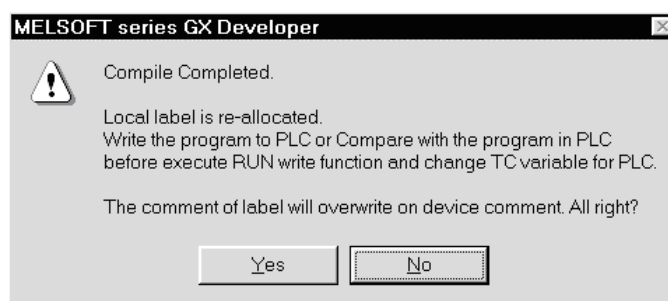 MELSOFT series GX Developer
Compile Completed.
Local label is re-allocated.
Write the program to PLC or Compare with the program in PLC
before execute RUN write function and change TC variable for PLC.
The comment of label will overwrite on device comment. All right?
Yes
No